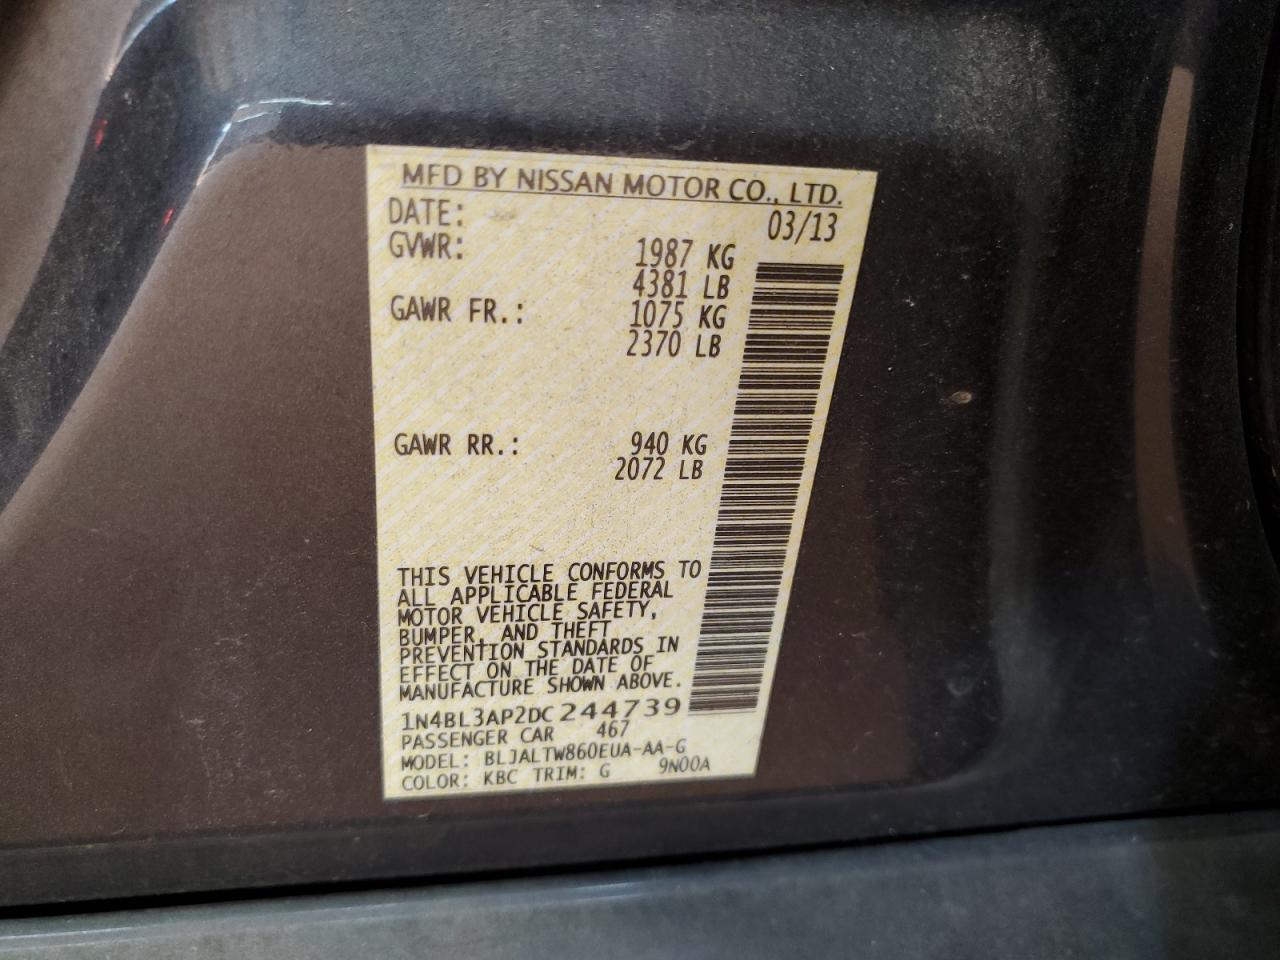 MFD BY NISSAN MOTOR CO., LTD.
DATE: 03/13
GVWR: 1987 KG
4381 LB
GAWR FR.: 1075 KG
2370 LB
GAWR RR.: 940 KG
2072 LB
THIS VEHICLE CONFORMS TO
ALL APPLICABLE FEDERAL
MOTOR VEHICLE SAFETY,
BUMPER, AND THEFT
PREVENTION STANDARDS IN
EFFECT ON THE DATE OF
MANUFACTURE SHOWN ABOVE.
1N4BL3AP2DC244739
PASSENGER CAR 467
MODEL: BLJALTW860EUA-AA-G
COLOR: KBC TRIM: G 9N00A